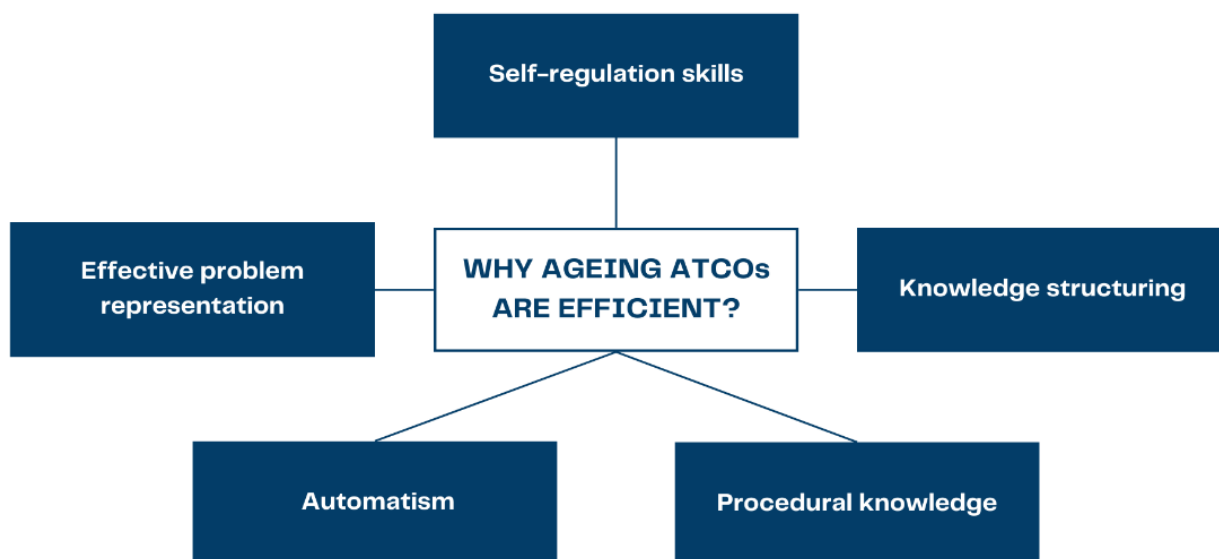 Self-regulation skills
Effective problem
representation
WHY AGEING ATCOs
ARE EFFICIENT?
Knowledge structuring
Automatism
Procedural knowledge